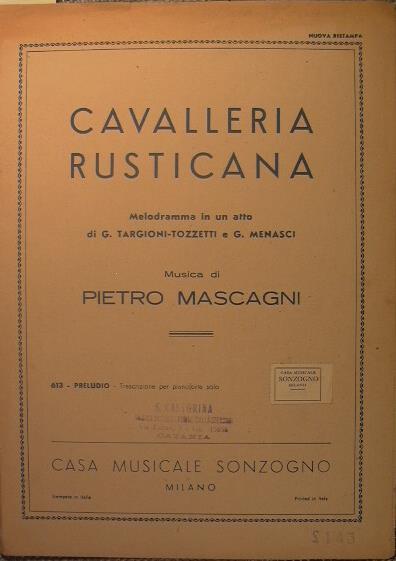 NUOVA RISTAMPA
CAVALLERIA
RUSTICANA
Melodramma in un atto
di G. TARGIONI-TOZZETTI e G. MENASCI
Musica di
PIETRO MASCAGNI
CASA MUSICALE
SONZOGNO
MILANO
613 - PRELUDIO - Trascrizione per pianoforte solo
CATANIA
CASA MUSICALE SONZOGNO
MILANO
Stampato in Italia
Printed in Italy